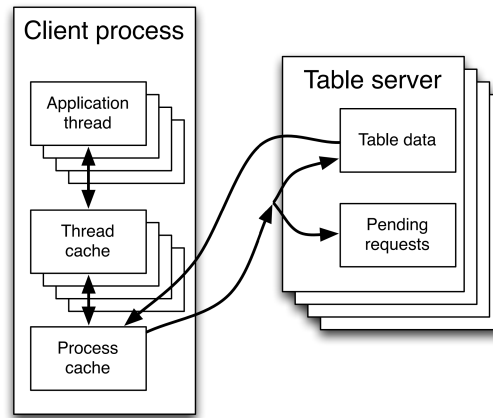 Client process
Application
thread
Thread
cache
Process
cache
Table server
Table data
Pending
requests